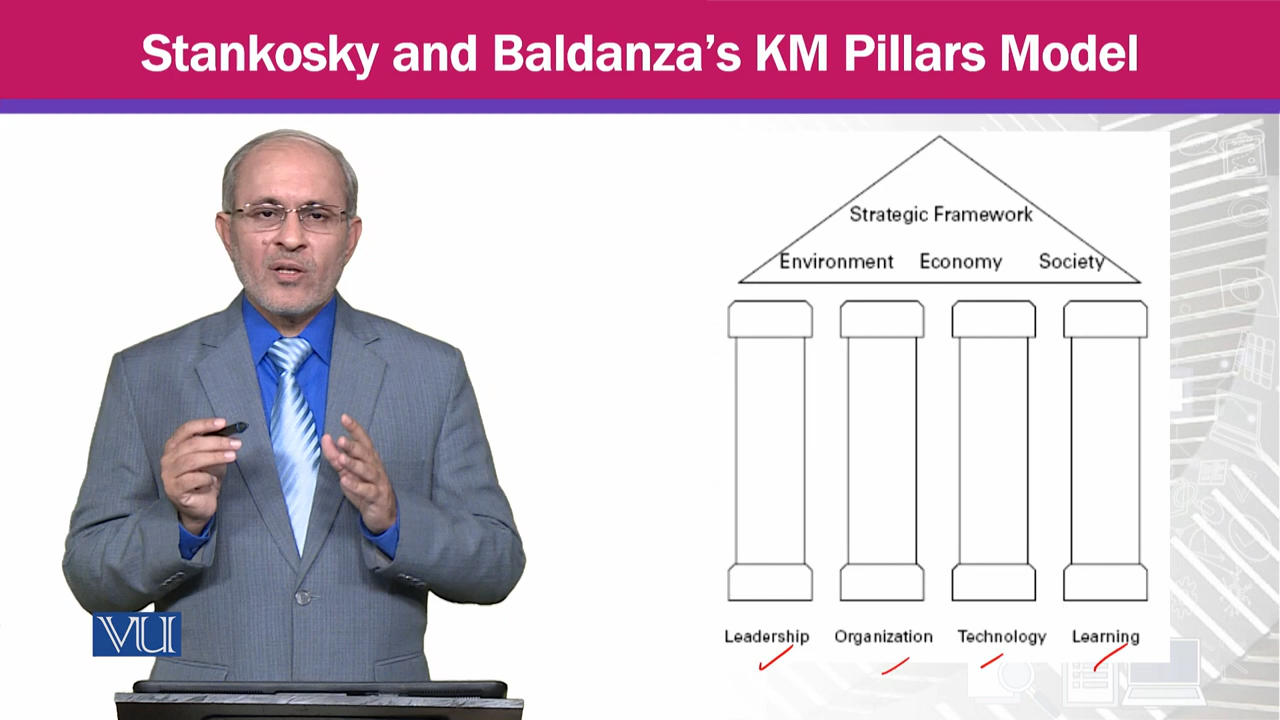 Stankosky and Baldanza's KM Pillars Model
Strategic Framework
Environment Economy Society
Leadership Organization Technology Learning
VU